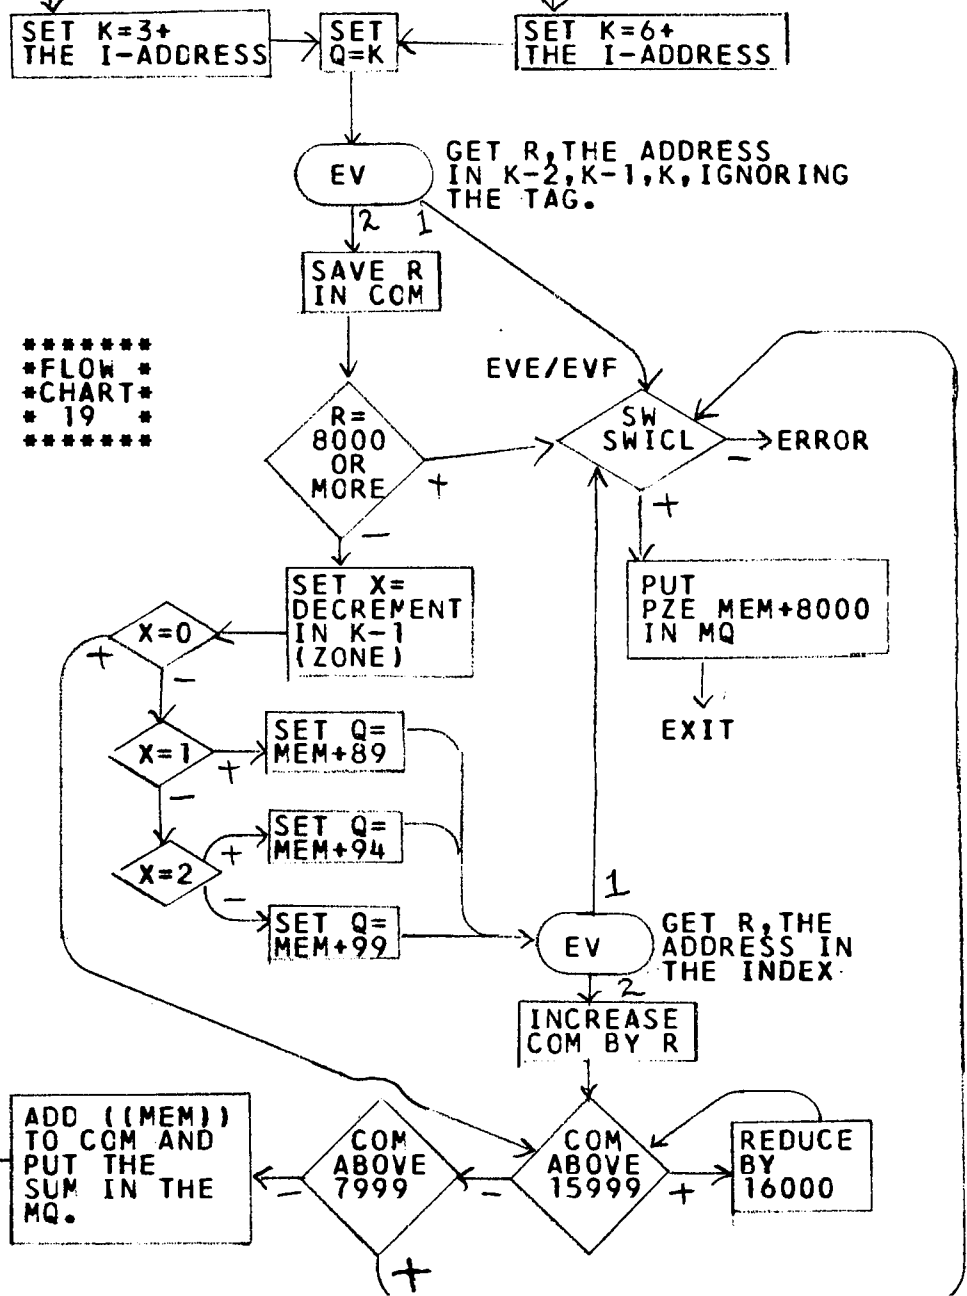 SET K=3+
THE I-ADDRESS
SET
Q=K
SET K=6+
THE I-ADDRESS
EV
GET R,THE ADDRESS
IN K-2,K-1,K,IGNORING
THE TAG.
2
1
SAVE R
IN COM
*******
*FLOW *
*CHART*
* 19 *
*******
EVE/EVF
R=
8000
OR
MORE
+
-
SW
SWICL
-
ERROR
+
SET X=
DECREMENT
IN K-1
(ZONE)
PUT
PZE MEM+8000
IN MQ
EXIT
X=0
+
-
X=1
+
-
SET Q=
MEM+89
X=2
+
-
SET Q=
MEM+94
SET Q=
MEM+99
1
EV
2
GET R,THE
ADDRESS IN
THE INDEX
INCREASE
COM BY R
ADD ((MEM))
TO COM AND
PUT THE
SUM IN THE
MQ.
-
COM
ABOVE
7999
-
COM
ABOVE
15999
+
REDUCE
BY
16000
+